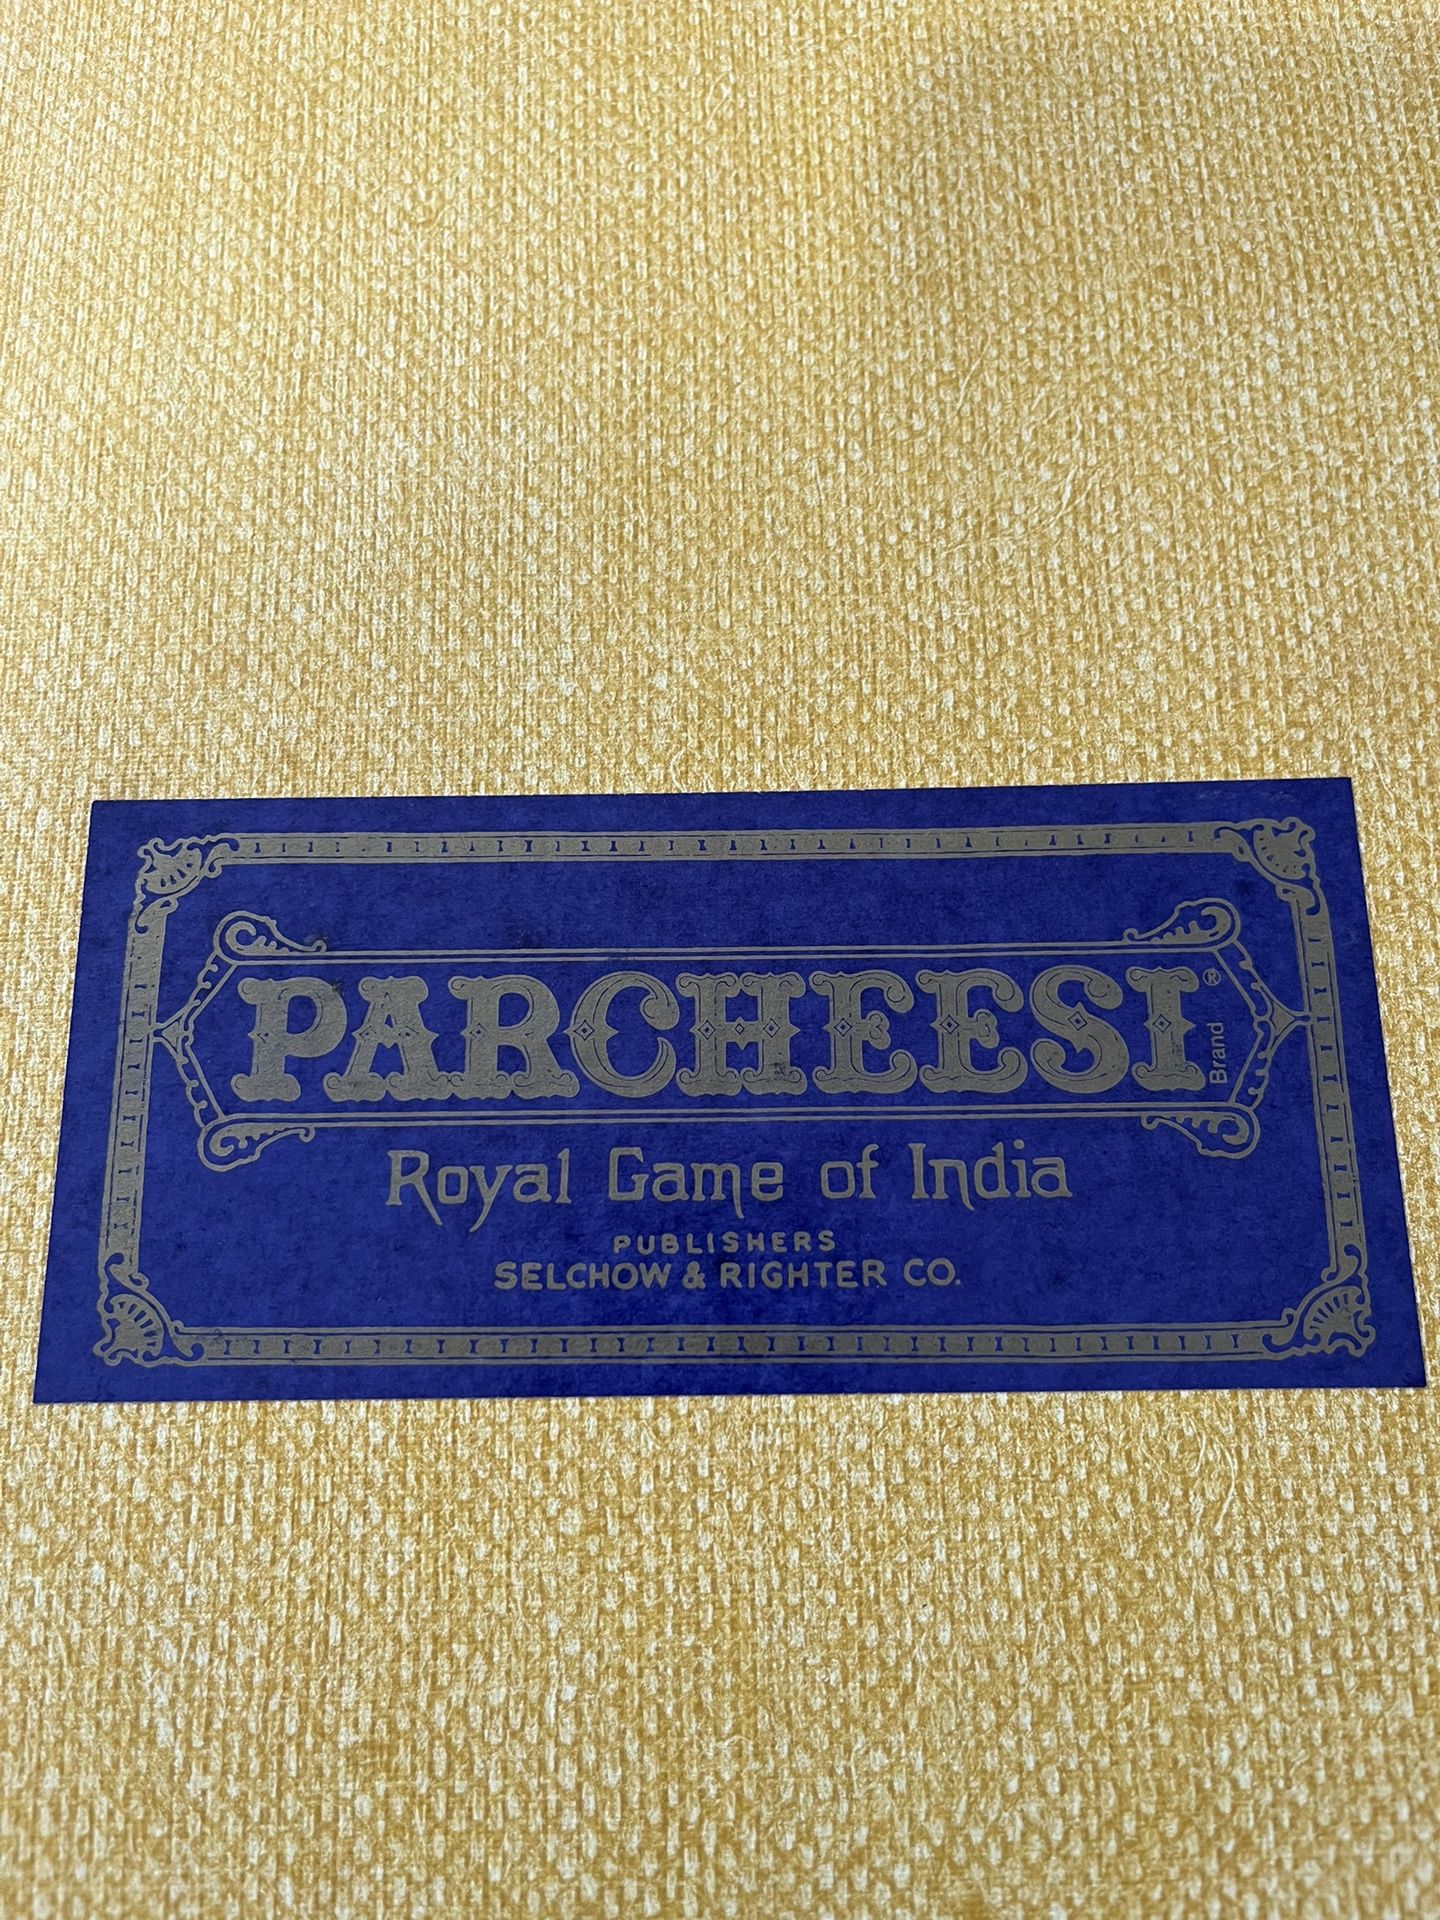 PARCHEESI® Brand
Royal Game of India
PUBLISHERS
SELCHOW & RIGHTER CO.